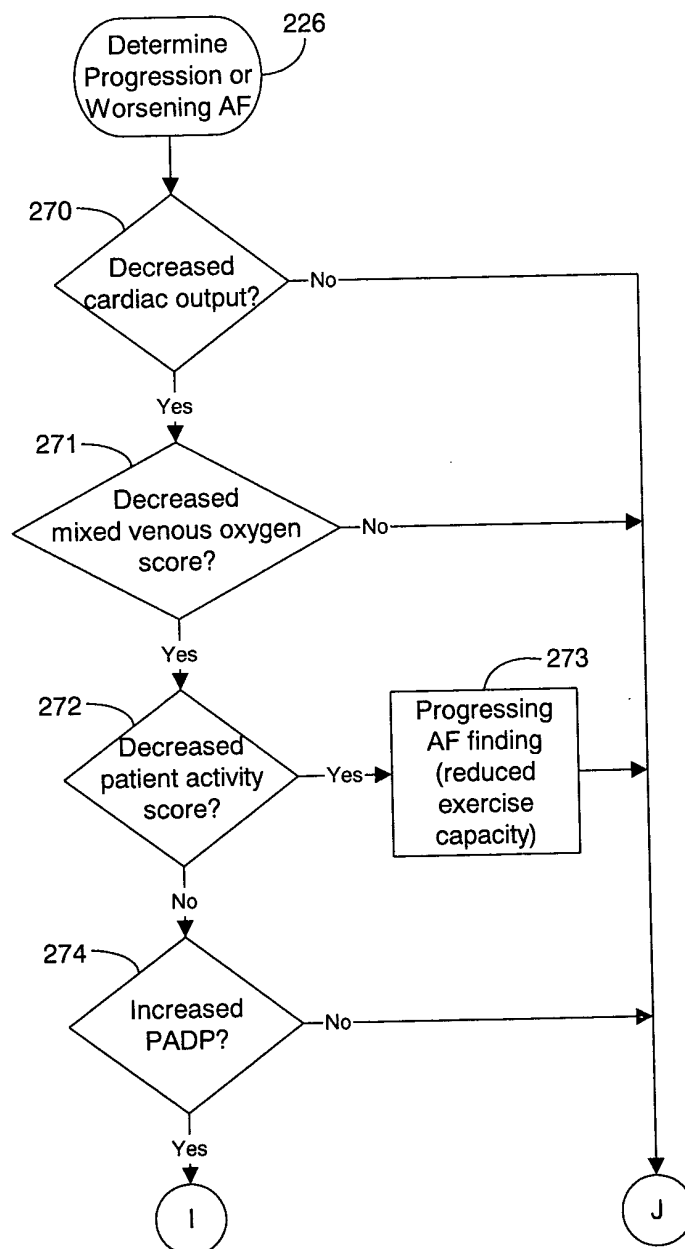 226
Determine
Progression or
Worsening AF
270
Decreased
cardiac output?
No
Yes
271
Decreased
mixed venous oxygen
score?
No
Yes
272
Decreased
patient activity
score?
Yes
273
Progressing
AF finding
(reduced
exercise
capacity)
No
274
Increased
PADP?
No
Yes
I
J